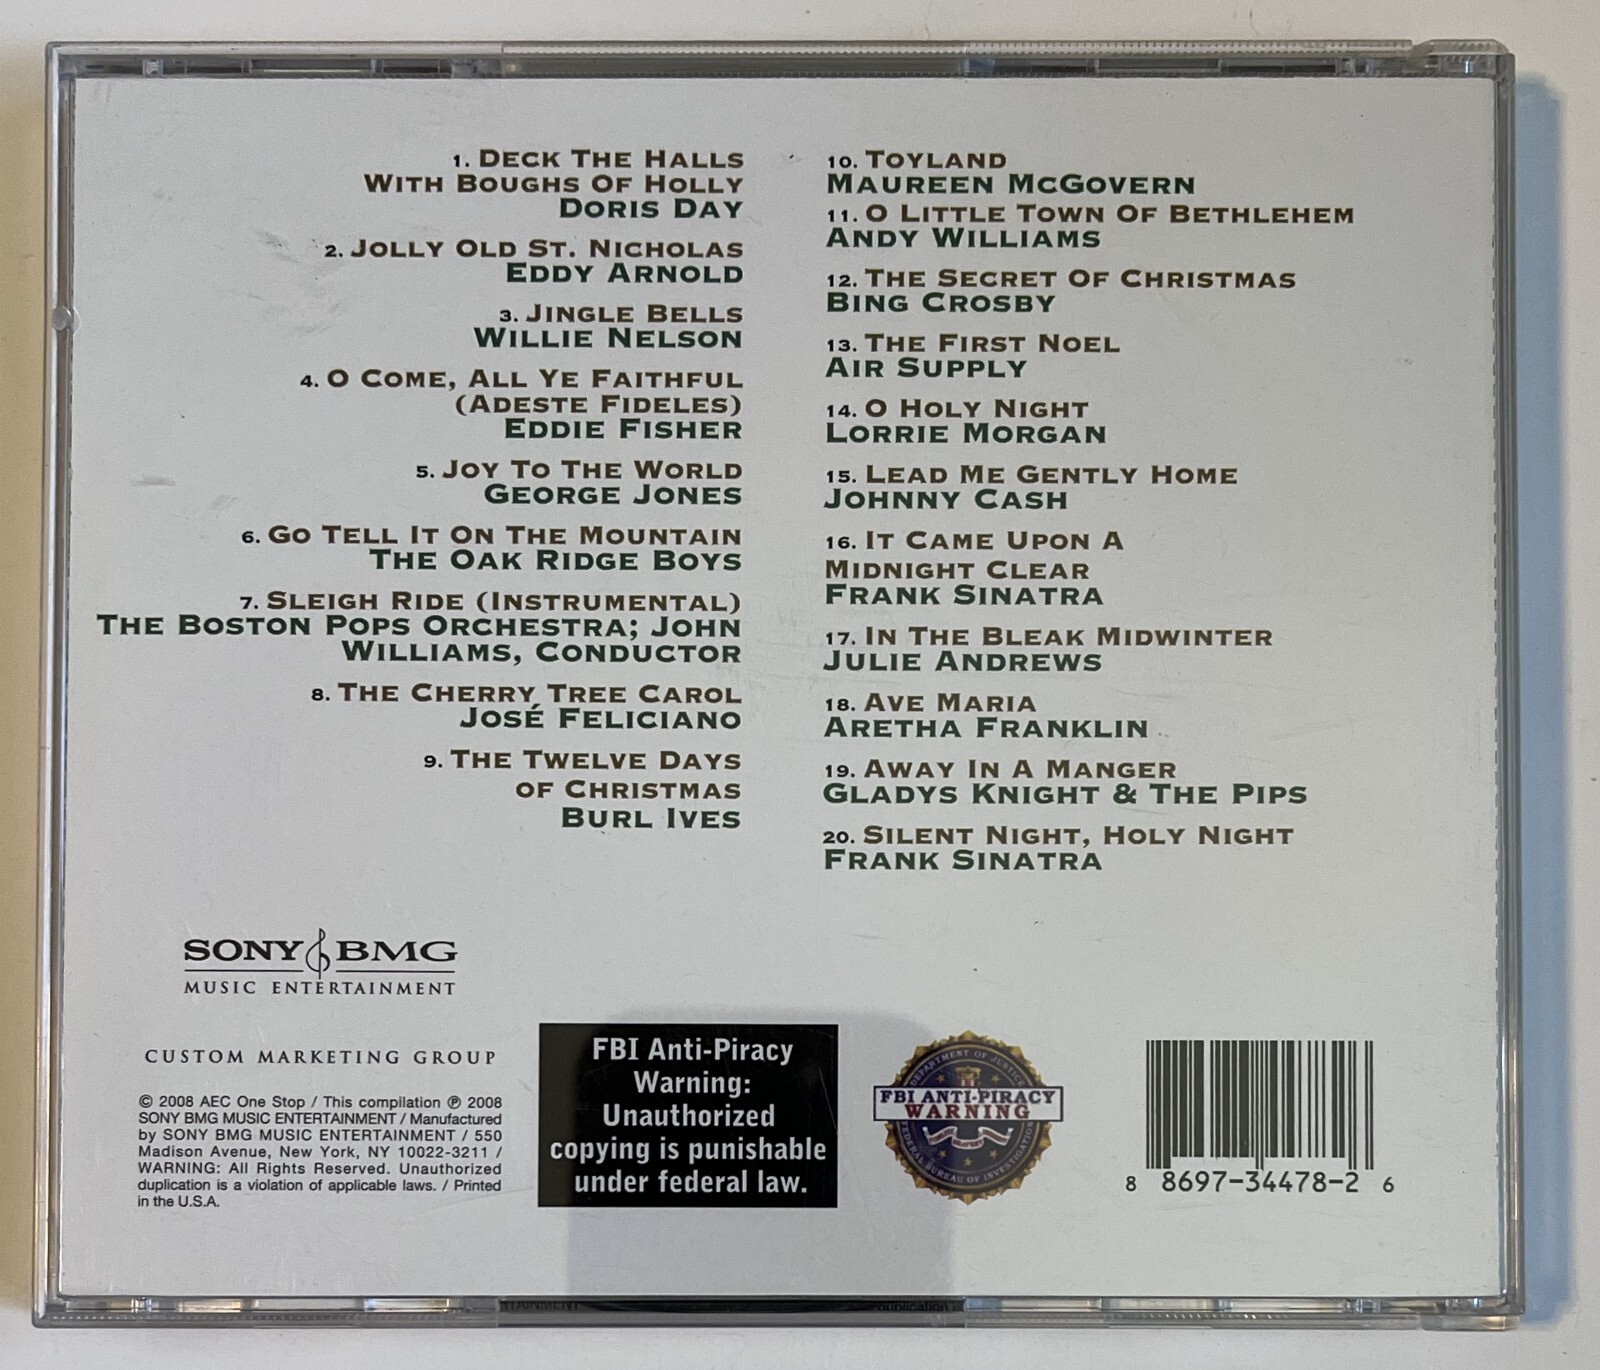 1. DECK THE HALLS
WITH BOUGHS OF HOLLY
DORIS DAY
2. JOLLY OLD ST. NICHOLAS
EDDY ARNOLD
3. JINGLE BELLS
WILLIE NELSON
4. O COME, ALL YE FAITHFUL
(ADESTE FIDELES)
EDDIE FISHER
5. JOY TO THE WORLD
GEORGE JONES
6. GO TELL IT ON THE MOUNTAIN
THE OAK RIDGE BOYS
7. SLEIGH RIDE (INSTRUMENTAL)
THE BOSTON POPS ORCHESTRA; JOHN
WILLIAMS, CONDUCTOR
8. THE CHERRY TREE CAROL
JOSÉ FELICIANO
9. THE TWELVE DAYS
OF CHRISTMAS
BURL IVES
10. TOYLAND
MAUREEN MCGOVERN
11. O LITTLE TOWN OF BETHLEHEM
ANDY WILLIAMS
12. THE SECRET OF CHRISTMAS
BING CROSBY
13. THE FIRST NOEL
AIR SUPPLY
14. O HOLY NIGHT
LORRIE MORGAN
15. LEAD ME GENTLY HOME
JOHNNY CASH
16. IT CAME UPON A
MIDNIGHT CLEAR
FRANK SINATRA
17. IN THE BLEAK MIDWINTER
JULIE ANDREWS
18. AVE MARIA
ARETHA FRANKLIN
19. AWAY IN A MANGER
GLADYS KNIGHT & THE PIPS
20. SILENT NIGHT, HOLY NIGHT
FRANK SINATRA
SONY BMG
MUSIC ENTERTAINMENT
CUSTOM MARKETING GROUP
© 2008 AEC One Stop / This compilation ℗ 2008
SONY BMG MUSIC ENTERTAINMENT / Manufactured
by SONY BMG MUSIC ENTERTAINMENT / 550
Madison Avenue, New York, NY 10022-3211 /
WARNING: All Rights Reserved. Unauthorized
duplication is a violation of applicable laws. / Printed
in the U.S.A.
FBI Anti-Piracy
Warning:
Unauthorized
copying is punishable
under federal law.
DEPARTMENT OF JUSTICE
FBI ANTI-PIRACY
WARNING
FEDERAL BUREAU OF INVESTIGATION
8 8697-34478-2 6